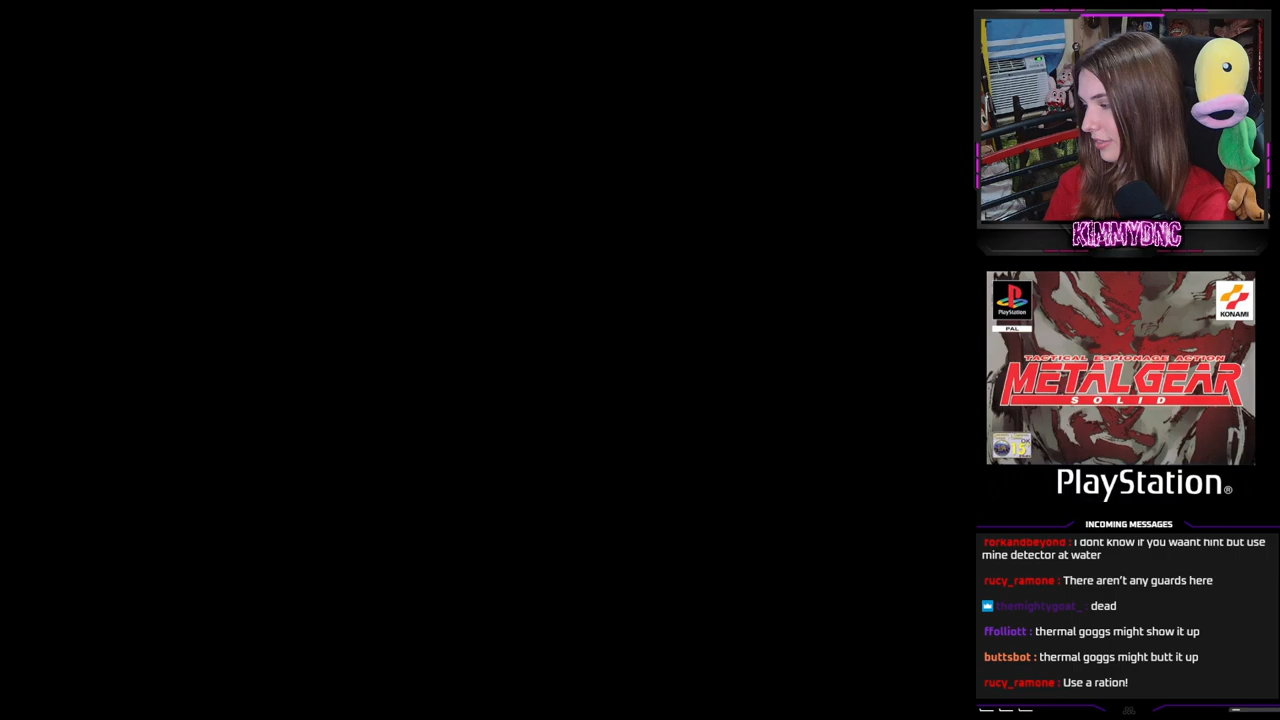 KIMMYDNC
PlayStation
PAL
KONAMI
TACTICAL ESPIONAGE ACTION
METAL GEAR
SOLID
15
PlayStation®
INCOMING MESSAGES
rorkandbeyond : i dont know if you waant hint but use
mine detector at water
rucy_ramone : There aren't any guards here
themightygoat_ : dead
ffolliott : thermal goggs might show it up
buttsbot : thermal goggs might butt it up
rucy_ramone : Use a ration!